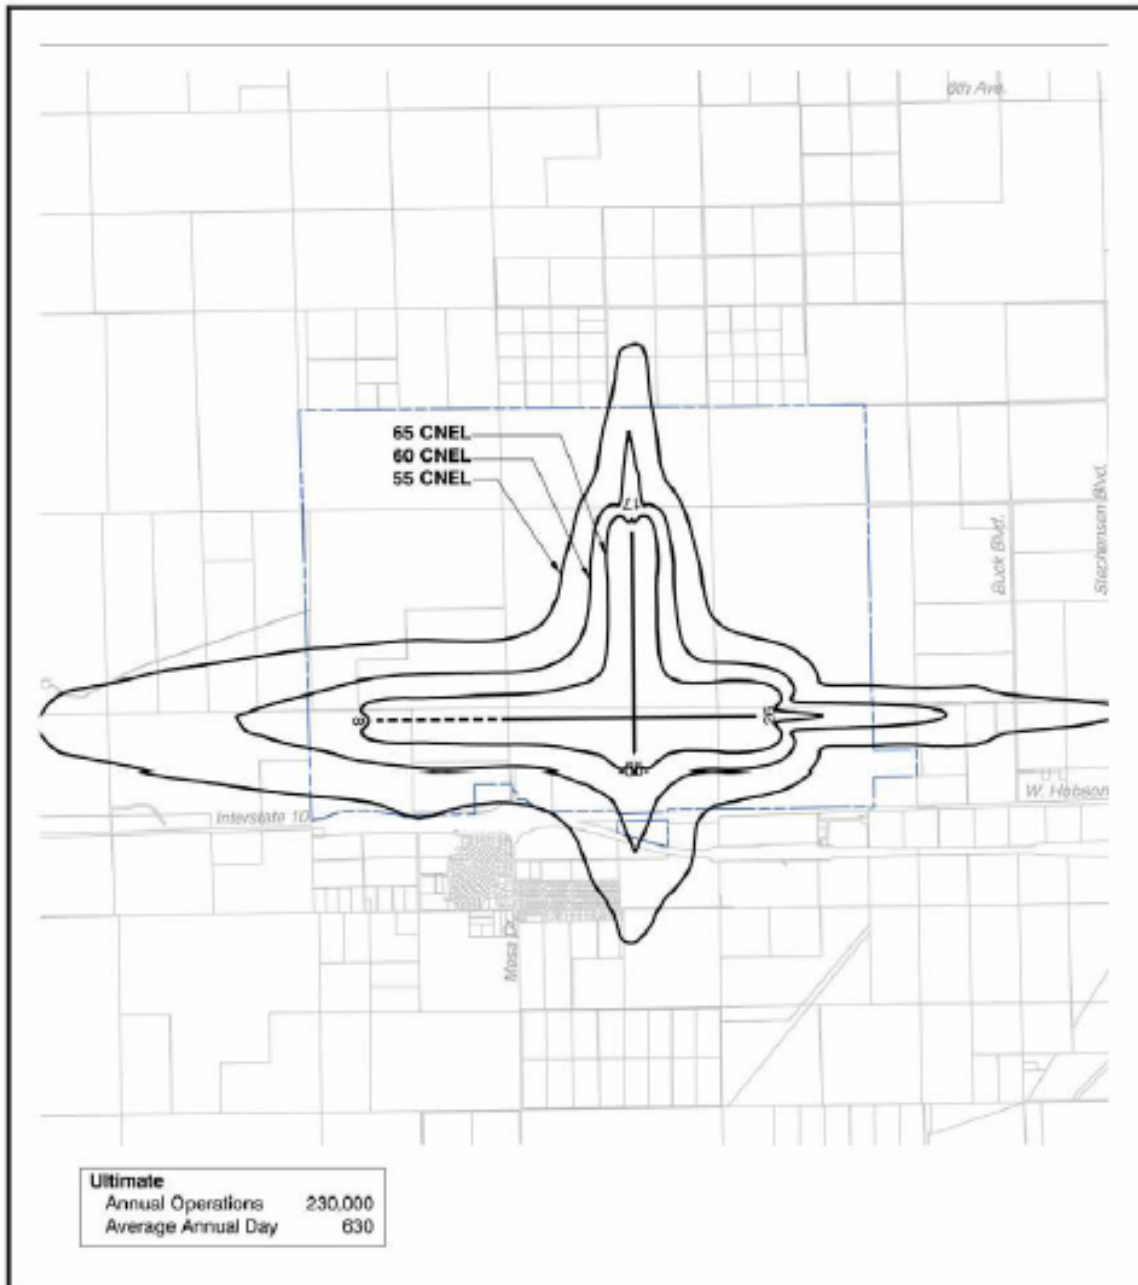 6th Ave.
65 CNEL
60 CNEL
55 CNEL
17
Buck Blvd.
Stephenson Blvd.
8
26
35
W. Hobson
Interstate 10
Mesa Dr.
Ultimate
Annual Operations 230,000
Average Annual Day 630